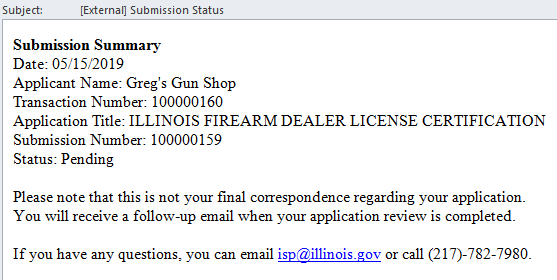 Subject: [External] Submission Status
Submission Summary
Date: 05/15/2019
Applicant Name: Greg's Gun Shop
Transaction Number: 100000160
Application Title: ILLINOIS FIREARM DEALER LICENSE CERTIFICATION
Submission Number: 100000159
Status: Pending
Please note that this is not your final correspondence regarding your application.
You will receive a follow-up email when your application review is completed.
If you have any questions, you can email isp@illinois.gov or call (217)-782-7980.